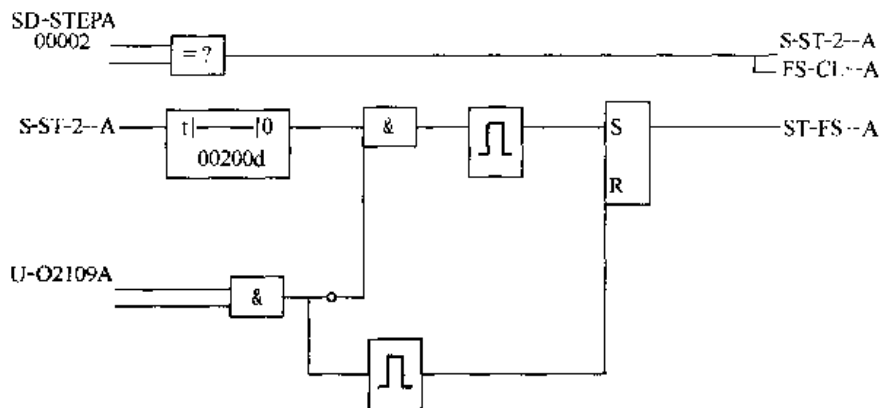 SD-STEPA
00002
= ?
S-ST-2--A
FS-CL--A
S-ST-2--A
t|——|0
00200d
&
S
R
ST-FS--A
U-O2109A
&